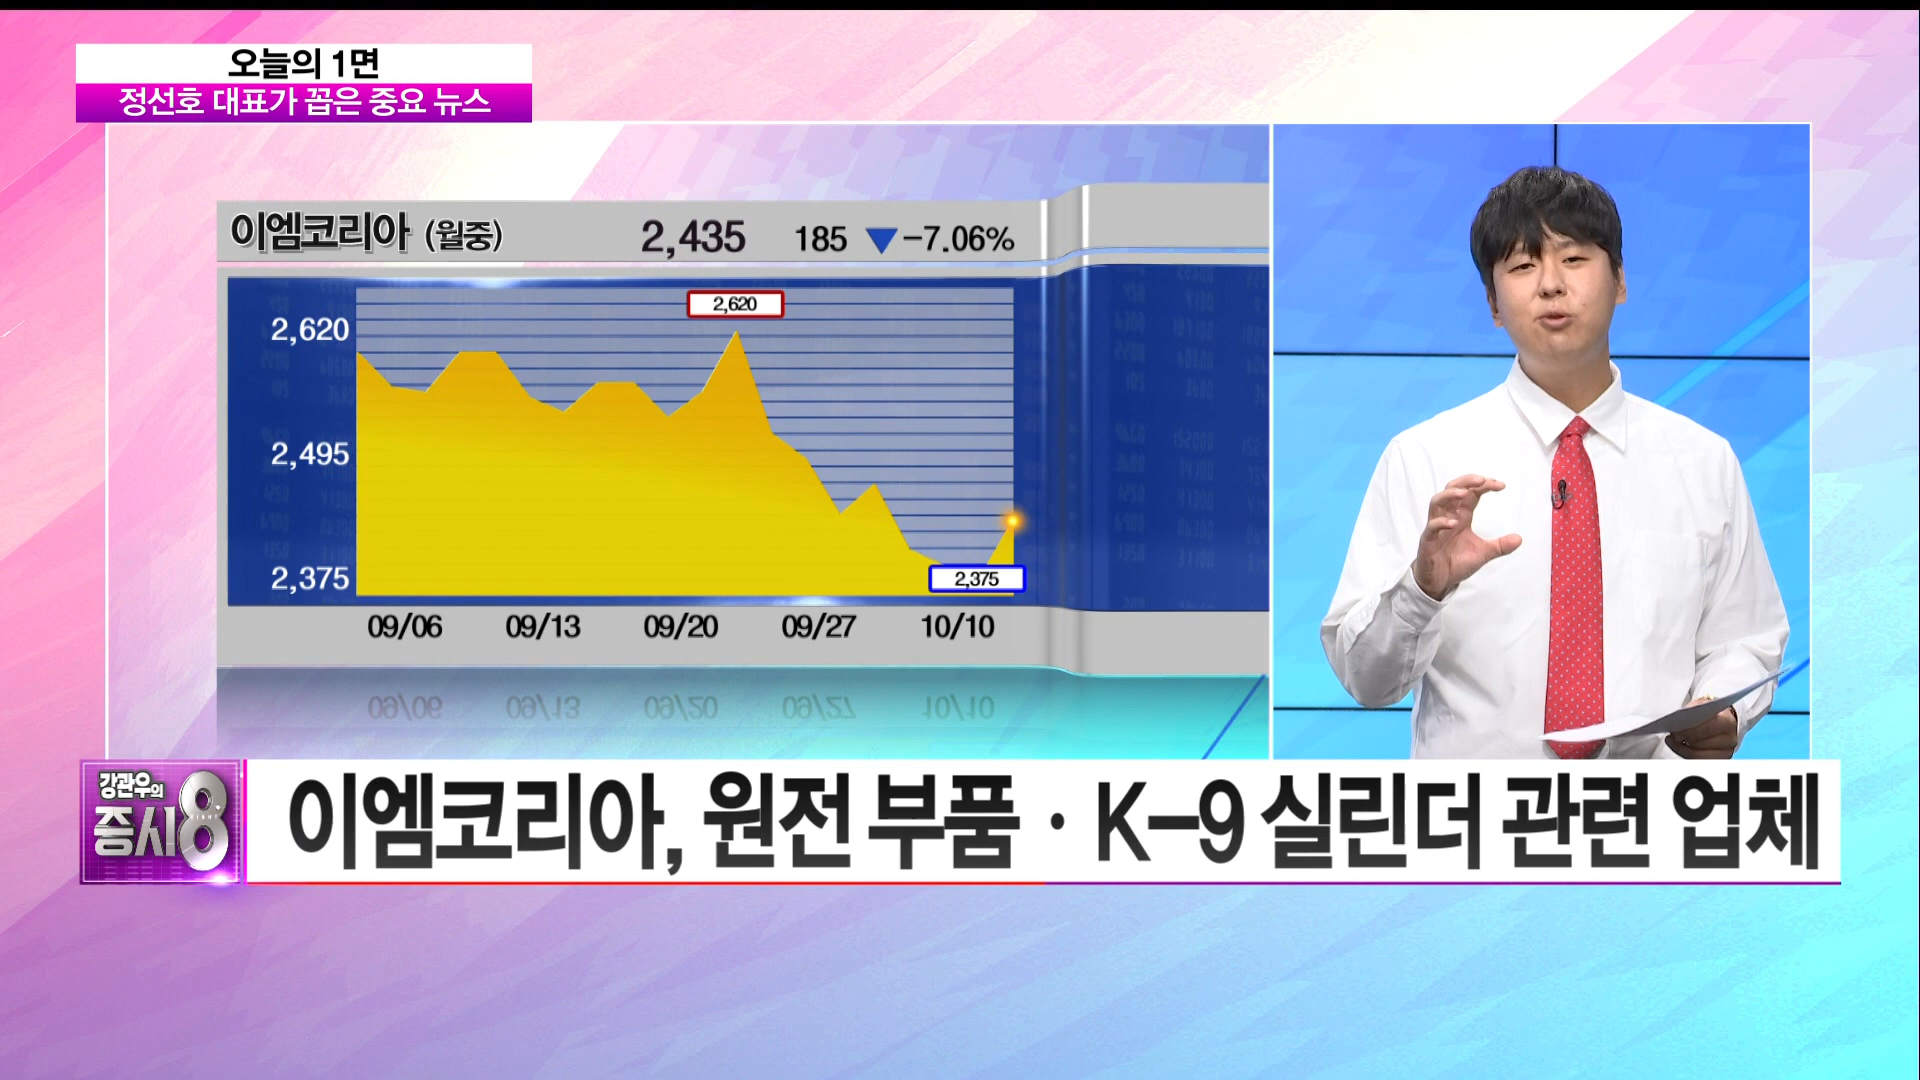 오늘의 1면
정선호 대표가 꼽은 중요 뉴스
이엠코리아 (월중) 2,435 185 ▼-7.06%
2,620
2,620
2,495
2,375
2,375
09/06 09/13 09/20 09/27 10/10
강관우의
증시8
이엠코리아, 원전 부품 · K-9 실린더 관련 업체